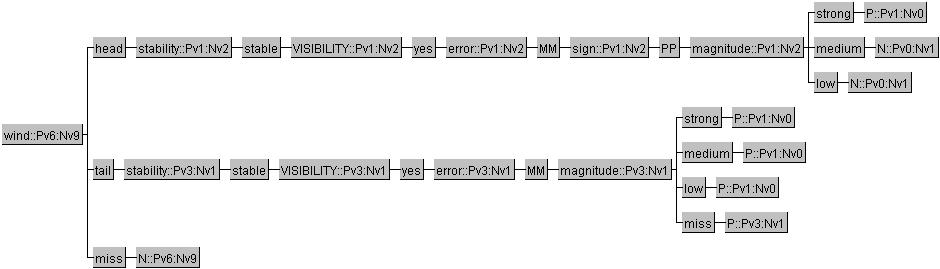 strong P::Pv1:Nv0
head stability::Pv1:Nv2 stable VISIBILITY::Pv1:Nv2 yes error::Pv1:Nv2 MM sign::Pv1:Nv2 PP magnitude::Pv1:Nv2 medium N::Pv0:Nv1
low N::Pv0:Nv1
strong P::Pv1:Nv0
wind::Pv6:Nv9
medium P::Pv1:Nv0
tail stability::Pv3:Nv1 stable VISIBILITY::Pv3:Nv1 yes error::Pv3:Nv1 MM magnitude::Pv3:Nv1
low P::Pv1:Nv0
miss P::Pv3:Nv1
miss N::Pv6:Nv9